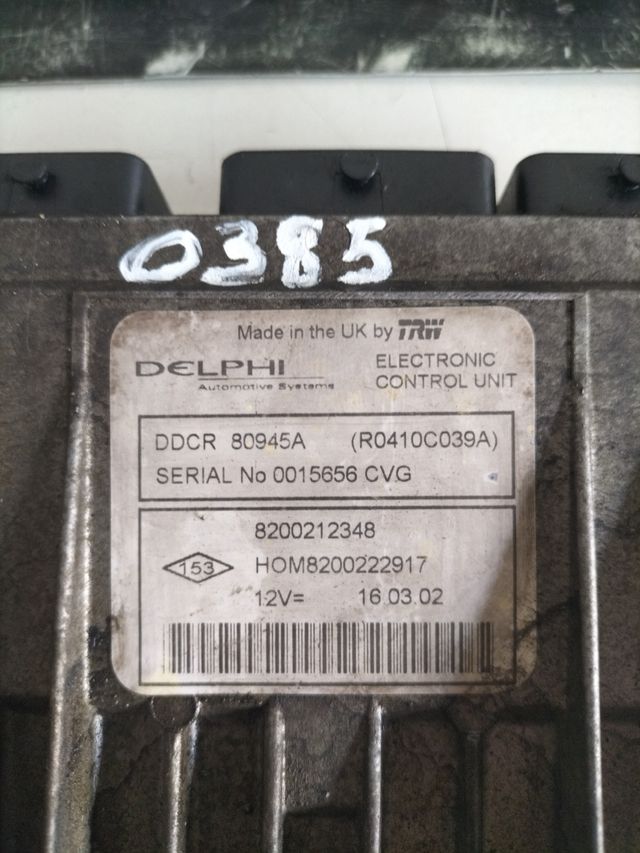 0385
Made in the UK by TRW
DELPHI
Automotive Systems
ELECTRONIC
CONTROL UNIT
DDCR 80945A (R0410C039A)
SERIAL No 0015656 CVG
8200212348
153 HOM8200222917
12V= 16.03.02